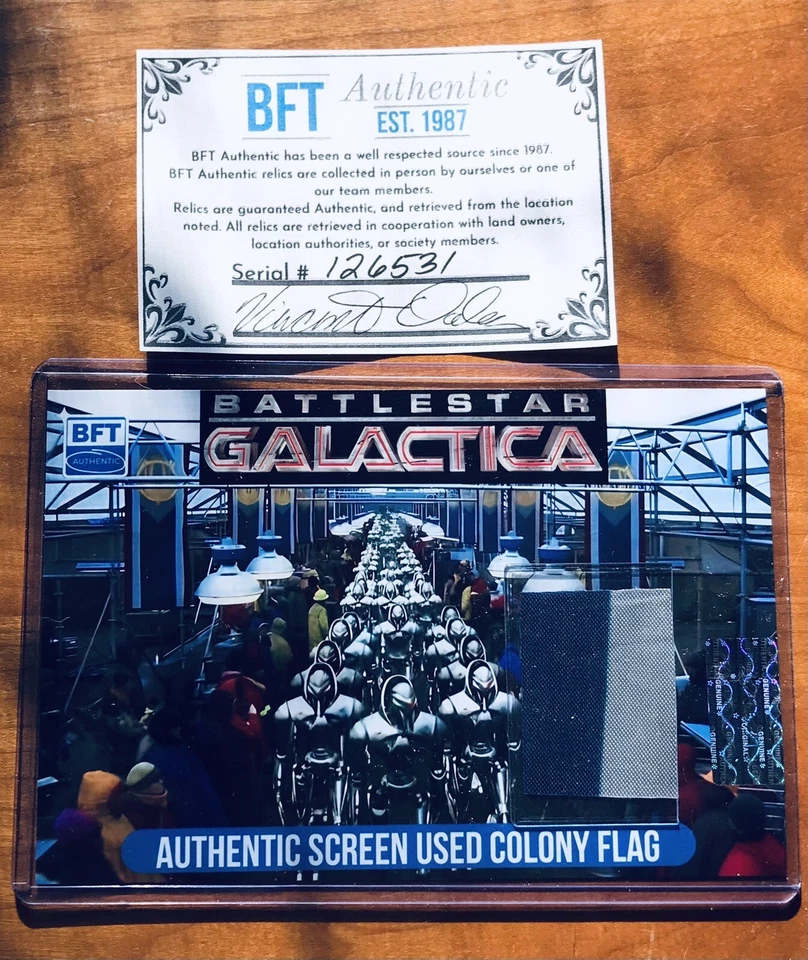 BFT Authentic
EST. 1987
BFT Authentic has been a well respected source since 1987.
BFT Authentic relics are collected in person by ourselves or one of
our team members.
Relics are guaranteed Authentic, and retrieved from the location
noted. All relics are retrieved in cooperation with land owners,
location authorities, or society members.
Serial # 126531
BATTLESTAR
GALACTICA
BFT
AUTHENTIC
GENUINE
ORIGINAL
GENUINE
AUTHENTIC SCREEN USED COLONY FLAG